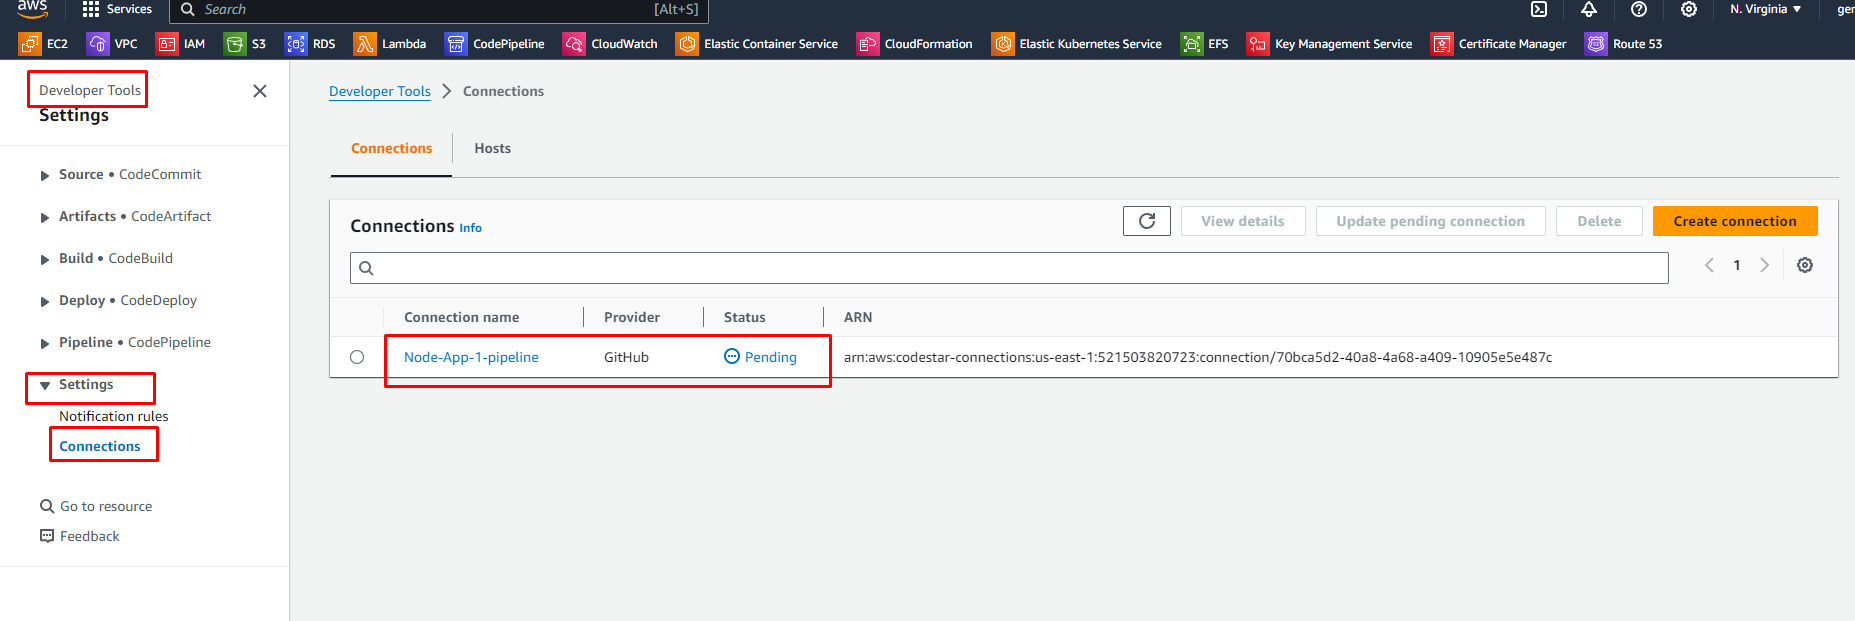 aws
Services
Search
[Alt+S]
N. Virginia
ger
EC2 VPC IAM S3 RDS Lambda CodePipeline CloudWatch Elastic Container Service CloudFormation Elastic Kubernetes Service EFS Key Management Service Certificate Manager Route 53
Developer Tools
Settings
Source • CodeCommit
Artifacts • CodeArtifact
Build • CodeBuild
Deploy • CodeDeploy
Pipeline • CodePipeline
Settings
Notification rules
Connections
Go to resource
Feedback
Developer Tools > Connections
Connections
Hosts
Connections Info
View details
Update pending connection
Delete
Create connection
1
Connection name Provider Status ARN
Node-App-1-pipeline GitHub Pending arn:aws:codestar-connections:us-east-1:521503820723:connection/70bca5d2-40a8-4a68-a409-10905e5e487c